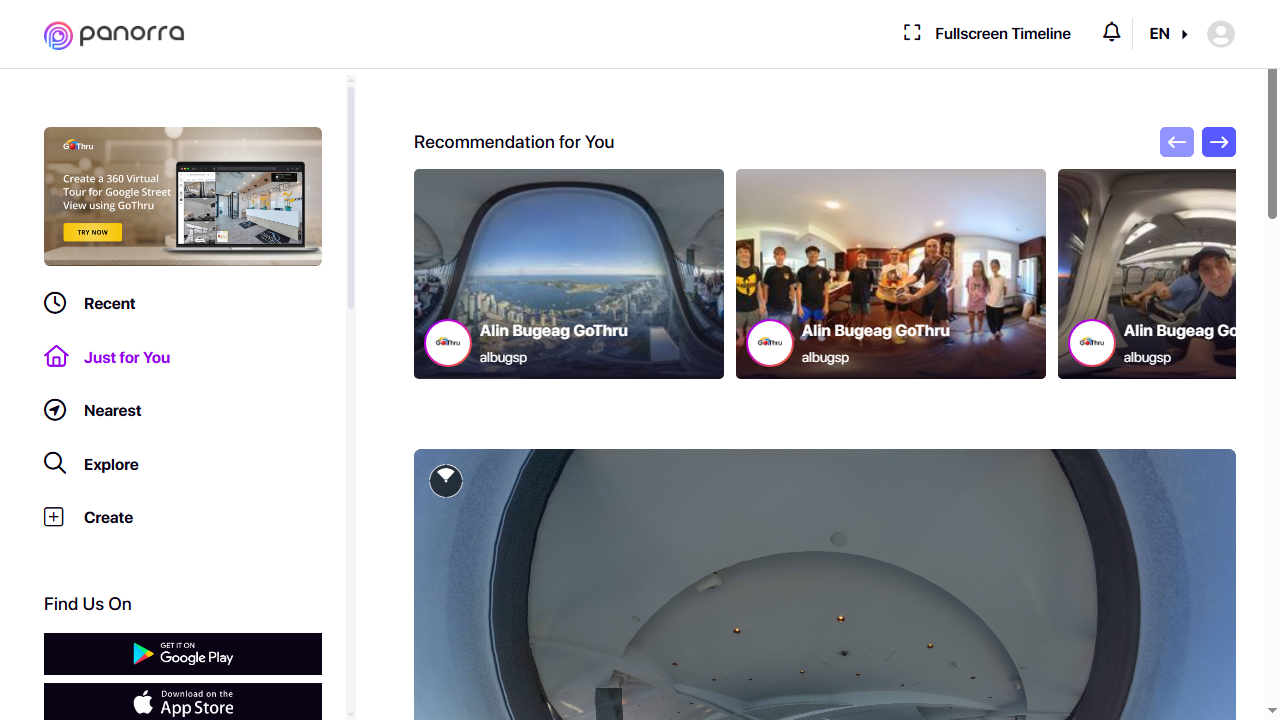 panorra
Fullscreen Timeline
EN
GoThru
Create a 360 Virtual
Tour for Google Street
View using GoThru
TRY NOW
Recent
Just for You
Nearest
Explore
Create
Find Us On
GET IT ON
Google Play
Download on the
App Store
Recommendation for You
GoThru
Alin Bugeag GoThru
albugsp
GoThru
Alin Bugeag GoThru
albugsp
GoThru
Alin Bugeag Go
albugsp